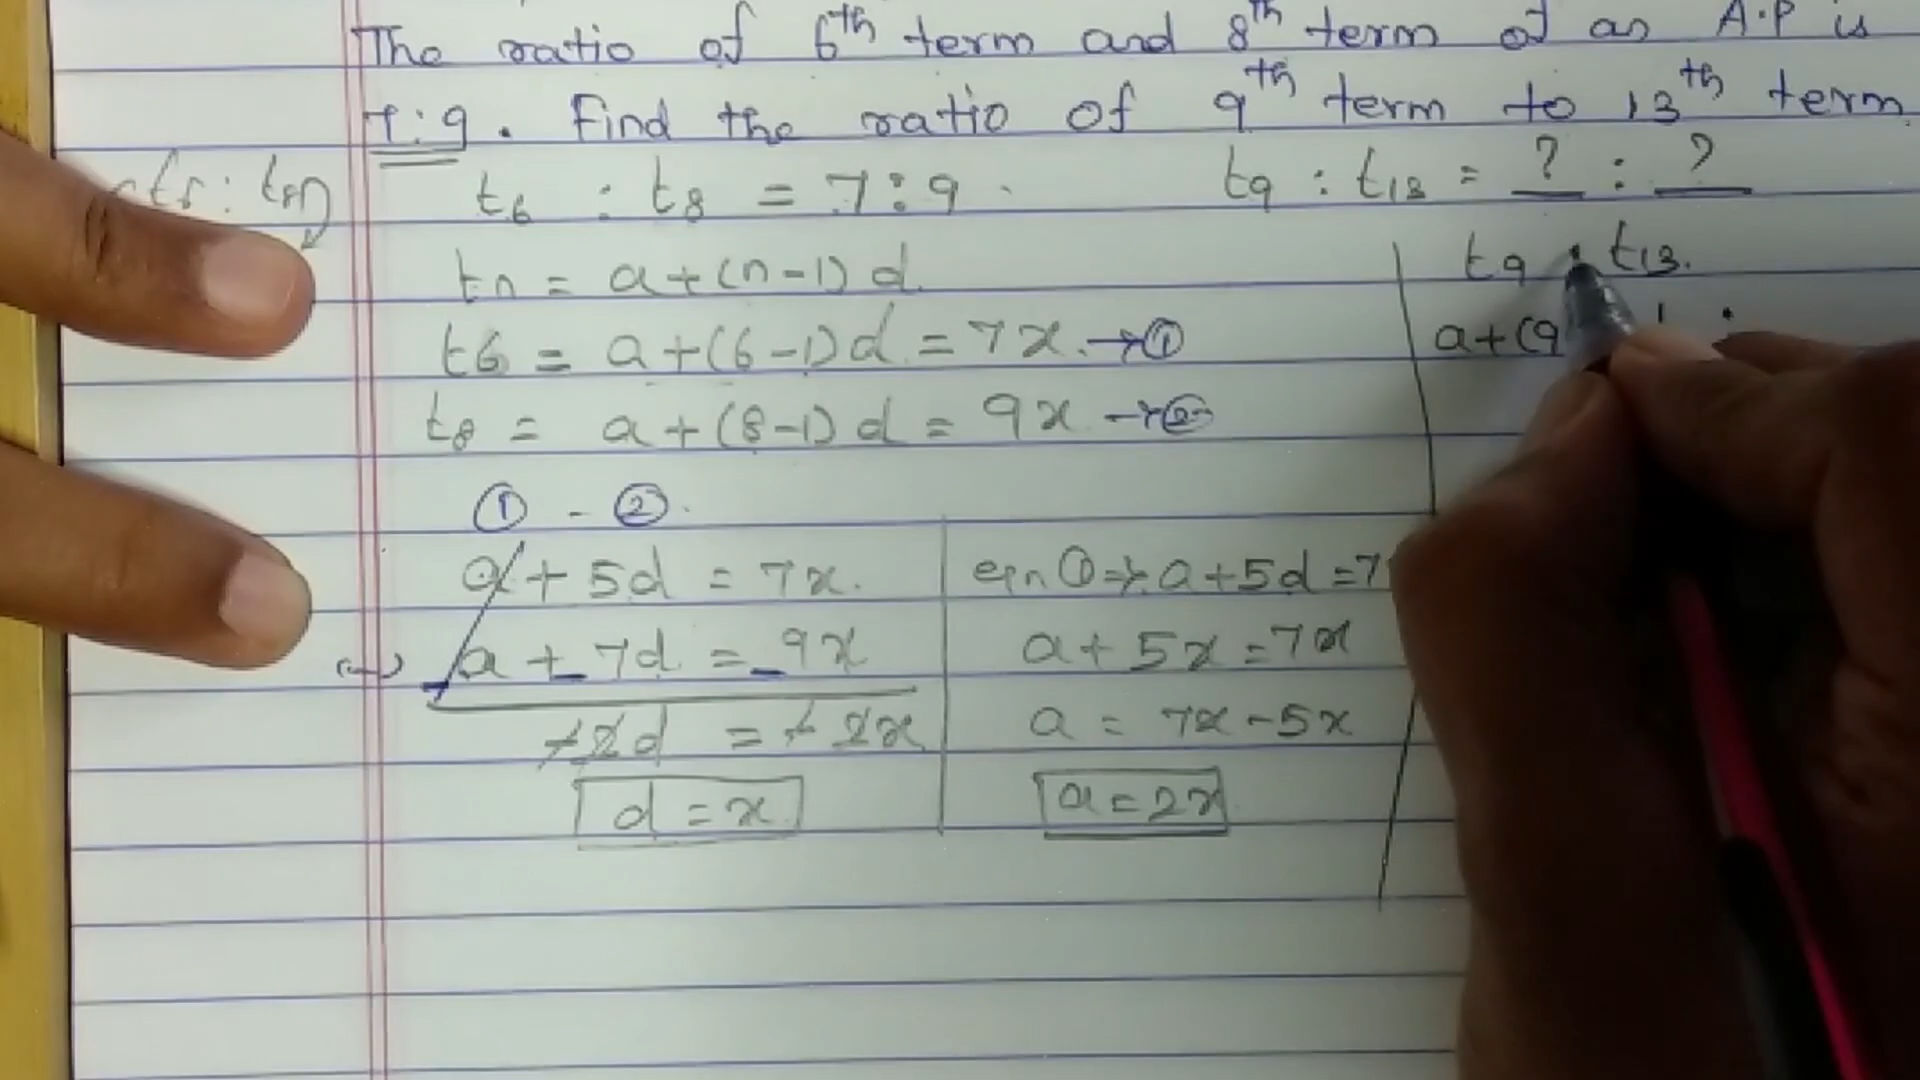 The ratio of 6th term and 8th term of an A.P is
7:9. Find the ratio of 9th term to 13th term
t6 : t8 = 7:9. t9 : t13 = ? : ?
tn = a+(n-1)d
t6 = a+(6-1)d = 7x. → ①
t8 = a+(8-1)d = 9x → ②
① - ②.
a + 5d = 7x.
(-) a + 7d = 9x
-2d = -2x
d = x
eqn ① ⇒ a+5d = 7
a+5x = 7x
a = 7x-5x
a = 2x
t9 : t13.
a+(9